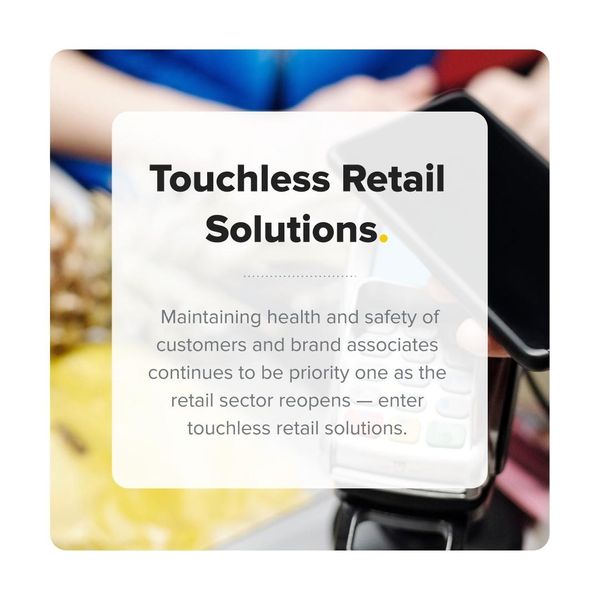 Touchless Retail
Solutions.
Maintaining health and safety of
customers and brand associates
continues to be priority one as the
retail sector reopens — enter
touchless retail solutions.